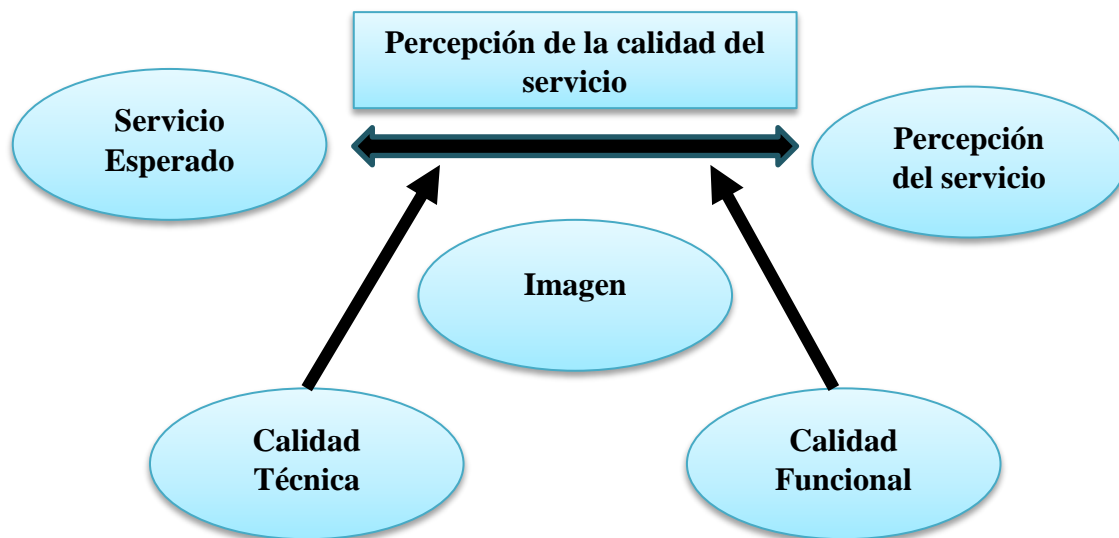 Percepción de la calidad del
servicio
Servicio
Esperado
Percepción
del servicio
Imagen
Calidad
Técnica
Calidad
Funcional